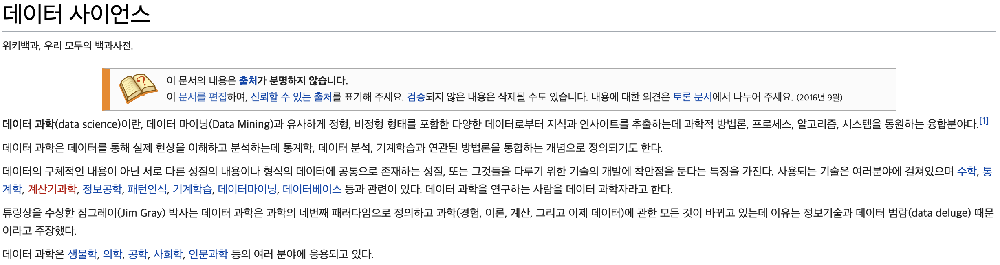 데이터 사이언스
위키백과, 우리 모두의 백과사전.
이 문서의 내용은 출처가 분명하지 않습니다.
이 문서를 편집하여, 신뢰할 수 있는 출처를 표기해 주세요. 검증되지 않은 내용은 삭제될 수도 있습니다. 내용에 대한 의견은 토론 문서에서 나누어 주세요. (2016년 9월)
데이터 과학(data science)이란, 데이터 마이닝(Data Mining)과 유사하게 정형, 비정형 형태를 포함한 다양한 데이터로부터 지식과 인사이트를 추출하는데 과학적 방법론, 프로세스, 알고리즘, 시스템을 동원하는 융합분야다.[1]
데이터 과학은 데이터를 통해 실제 현상을 이해하고 분석하는데 통계학, 데이터 분석, 기계학습과 연관된 방법론을 통합하는 개념으로 정의되기도 한다.
데이터의 구체적인 내용이 아닌 서로 다른 성질의 내용이나 형식의 데이터에 공통으로 존재하는 성질, 또는 그것들을 다루기 위한 기술의 개발에 착안점을 둔다는 특징을 가진다. 사용되는 기술은 여러분야에 걸쳐있으며 수학, 통
계학, 계산기과학, 정보공학, 패턴인식, 기계학습, 데이터마이닝, 데이터베이스 등과 관련이 있다. 데이터 과학을 연구하는 사람을 데이터 과학자라고 한다.
튜링상을 수상한 짐그레이(Jim Gray) 박사는 데이터 과학은 과학의 네번째 패러다임으로 정의하고 과학(경험, 이론, 계산, 그리고 이제 데이터)에 관한 모든 것이 바뀌고 있는데 이유는 정보기술과 데이터 범람(data deluge) 때문
이라고 주장했다.
데이터 과학은 생물학, 의학, 공학, 사회학, 인문과학 등의 여러 분야에 응용되고 있다.